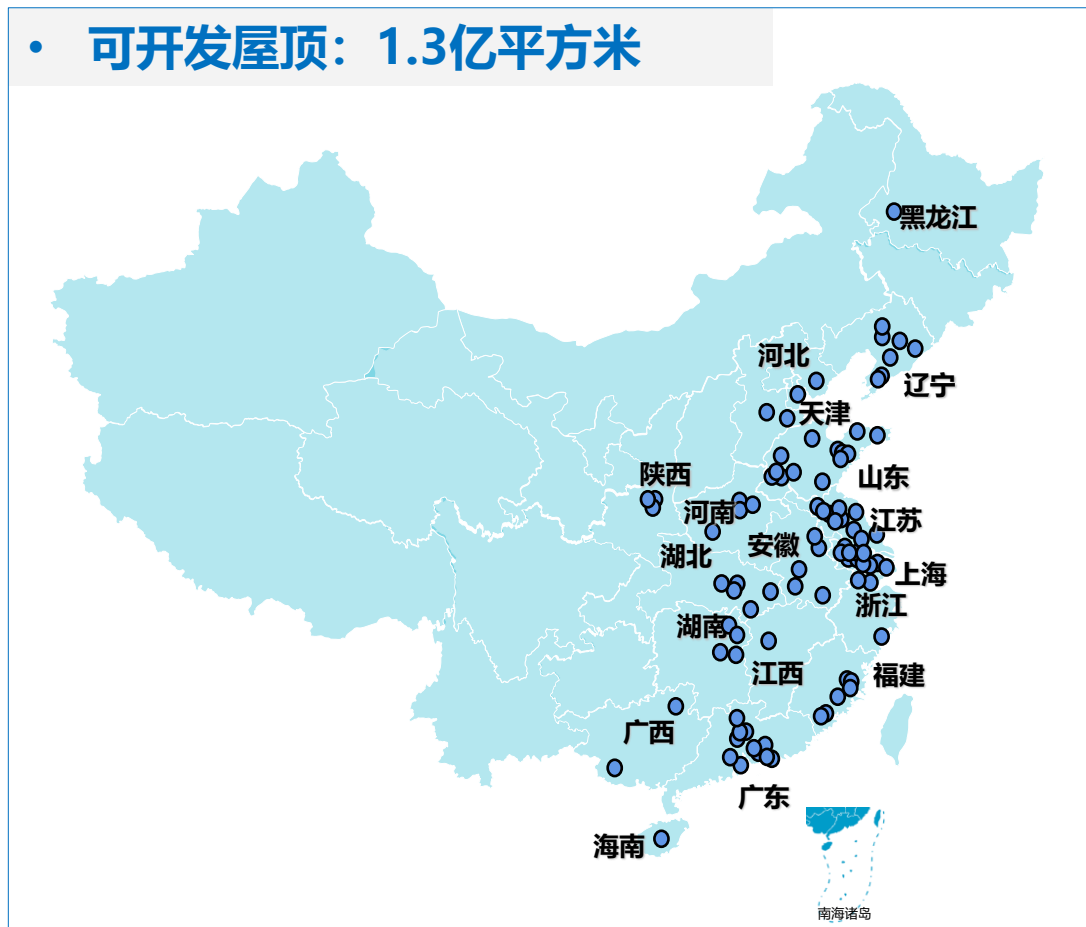 • 可开发屋顶：1.3亿平方米
黑龙江
河北
辽宁
天津
陕西
山东
河南
江苏
安徽
湖北
上海
浙江
湖南
江西
福建
广西
广东
海南
南海诸岛